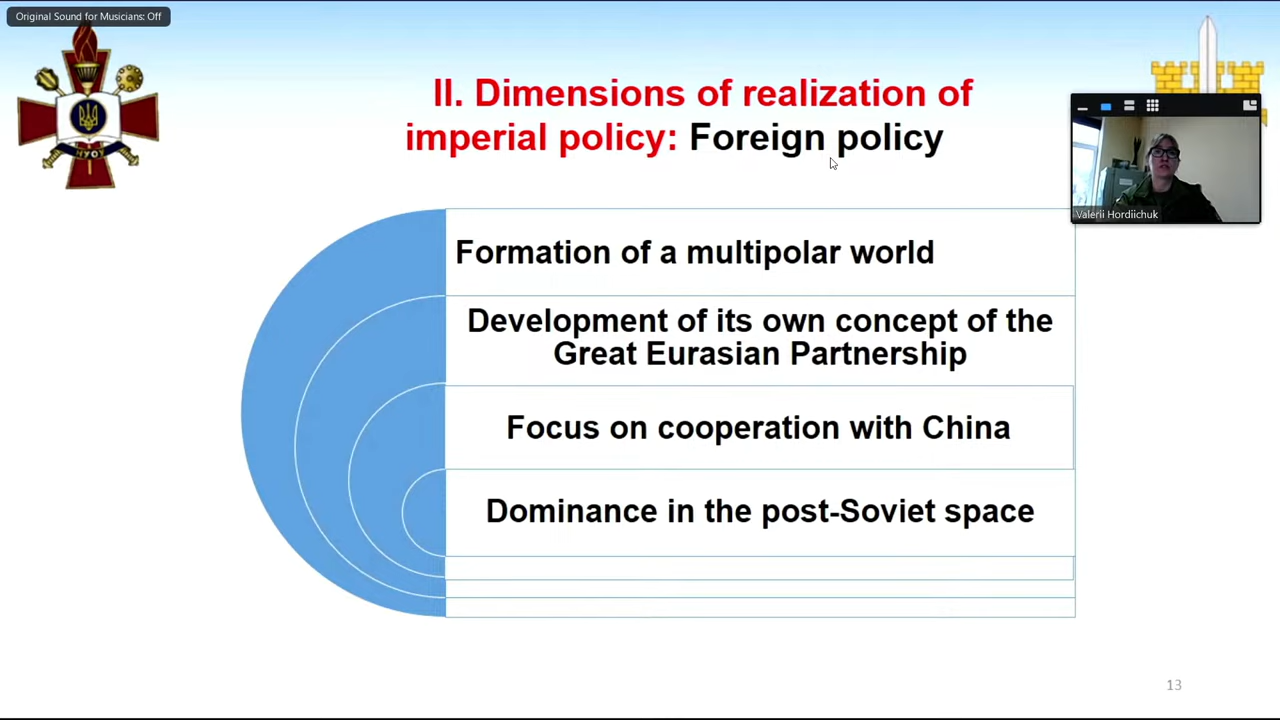 Original Sound for Musicians: Off
II. Dimensions of realization of
imperial policy: Foreign policy
НУОУ
Valerii Hordiichuk
Formation of a multipolar world
Development of its own concept of the
Great Eurasian Partnership
Focus on cooperation with China
Dominance in the post-Soviet space
13